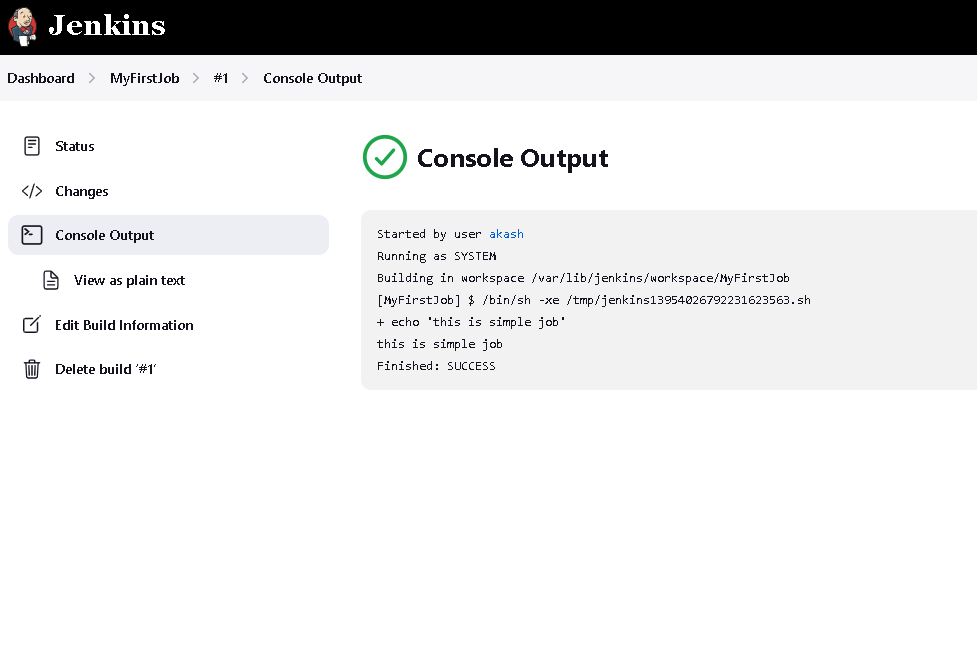 Jenkins
Dashboard > MyFirstJob > #1 > Console Output
Status
Changes
Console Output
View as plain text
Edit Build Information
Delete build ‘#1’
Console Output
Started by user akash
Running as SYSTEM
Building in workspace /var/lib/jenkins/workspace/MyFirstJob
[MyFirstJob] $ /bin/sh -xe /tmp/jenkins13954026792231623563.sh
+ echo 'this is simple job'
this is simple job
Finished: SUCCESS